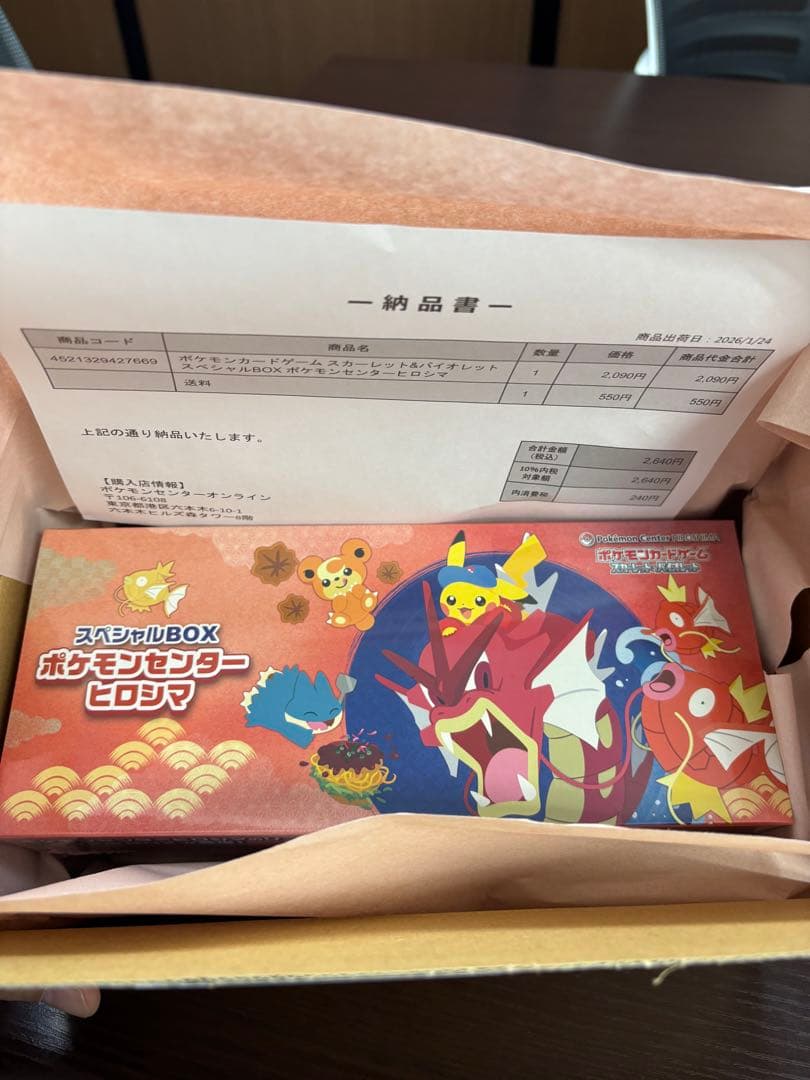 ー納品書ー
商品出荷日：2026/1/24
商品コード 商品名 数量 価格 商品代金合計
4521329427669 ポケモンカードゲーム スカーレット&バイオレット
スペシャルBOX ポケモンセンターヒロシマ 1 2,090円 2,090円
送料 1 550円 550円
上記の通り納品いたします。
合計金額
(税込) 2,640円
10%内税
対象額 2,640円
内消費税 240円
【購入店情報】
ポケモンセンターオンライン
〒106-6108
東京都港区六本木6-10-1
六本木ヒルズ森タワー8階
Pokémon Center HIROSHIMA
ポケモンカードゲーム
スカーレット&バイオレット
スペシャルBOX
ポケモンセンター
ヒロシマ